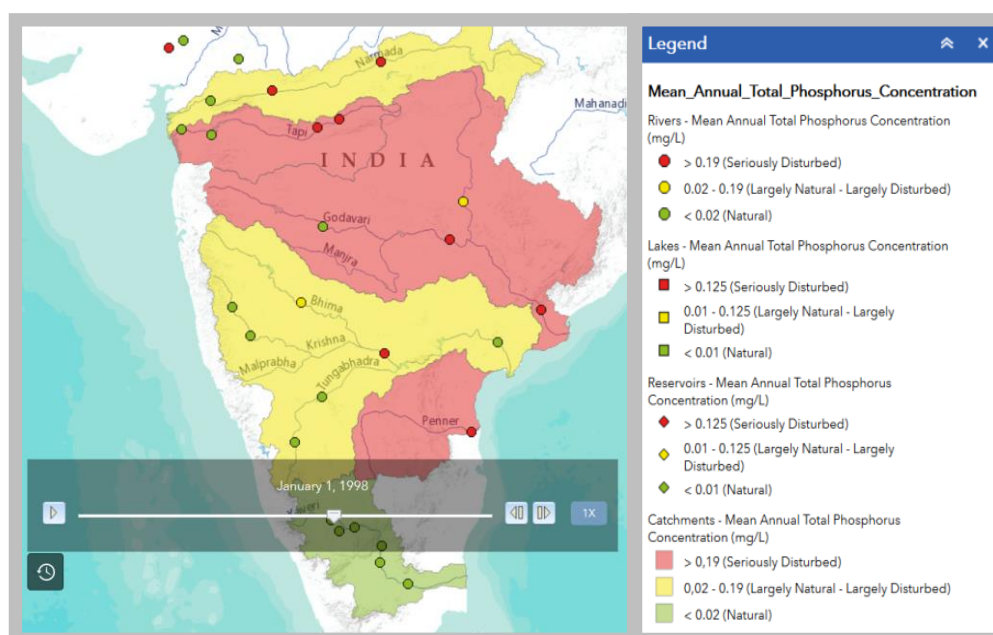 Narmada
Mahanadi
Tapi
INDIA
Godavari
Manjra
Bhima
Krishna
Malprabha
Tungabhadra
Penner
January 1, 1998
1X
Legend
Mean_Annual_Total_Phosphorus_Concentration
Rivers - Mean Annual Total Phosphorus Concentration
(mg/L)
> 0.19 (Seriously Disturbed)
0.02 - 0.19 (Largely Natural - Largely Disturbed)
< 0.02 (Natural)
Lakes - Mean Annual Total Phosphorus Concentration
(mg/L)
> 0.125 (Seriously Disturbed)
0.01 - 0.125 (Largely Natural - Largely
Disturbed)
< 0.01 (Natural)
Reservoirs - Mean Annual Total Phosphorus
Concentration (mg/L)
> 0.125 (Seriously Disturbed)
0.01 - 0.125 (Largely Natural - Largely
Disturbed)
< 0.01 (Natural)
Catchments - Mean Annual Total Phosphorus
Concentration (mg/L)
> 0,19 (Seriously Disturbed)
0,02 - 0.19 (Largely Natural - Largely Disturbed)
< 0.02 (Natural)